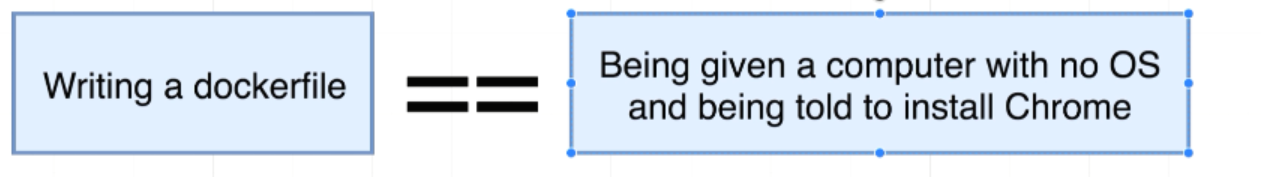 Writing a dockerfile
==
Being given a computer with no OS
and being told to install Chrome